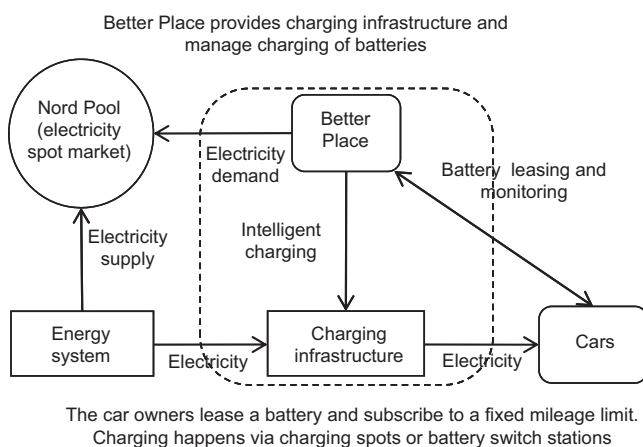 Better Place provides charging infrastructure and
manage charging of batteries
Nord Pool
(electricity
spot market)
Better
Place
Electricity
demand
Battery leasing and
monitoring
Electricity
supply
Intelligent
charging
Energy
system
Electricity
Charging
infrastructure
Electricity
Cars
The car owners lease a battery and subscribe to a fixed mileage limit.
Charging happens via charging spots or battery switch stations